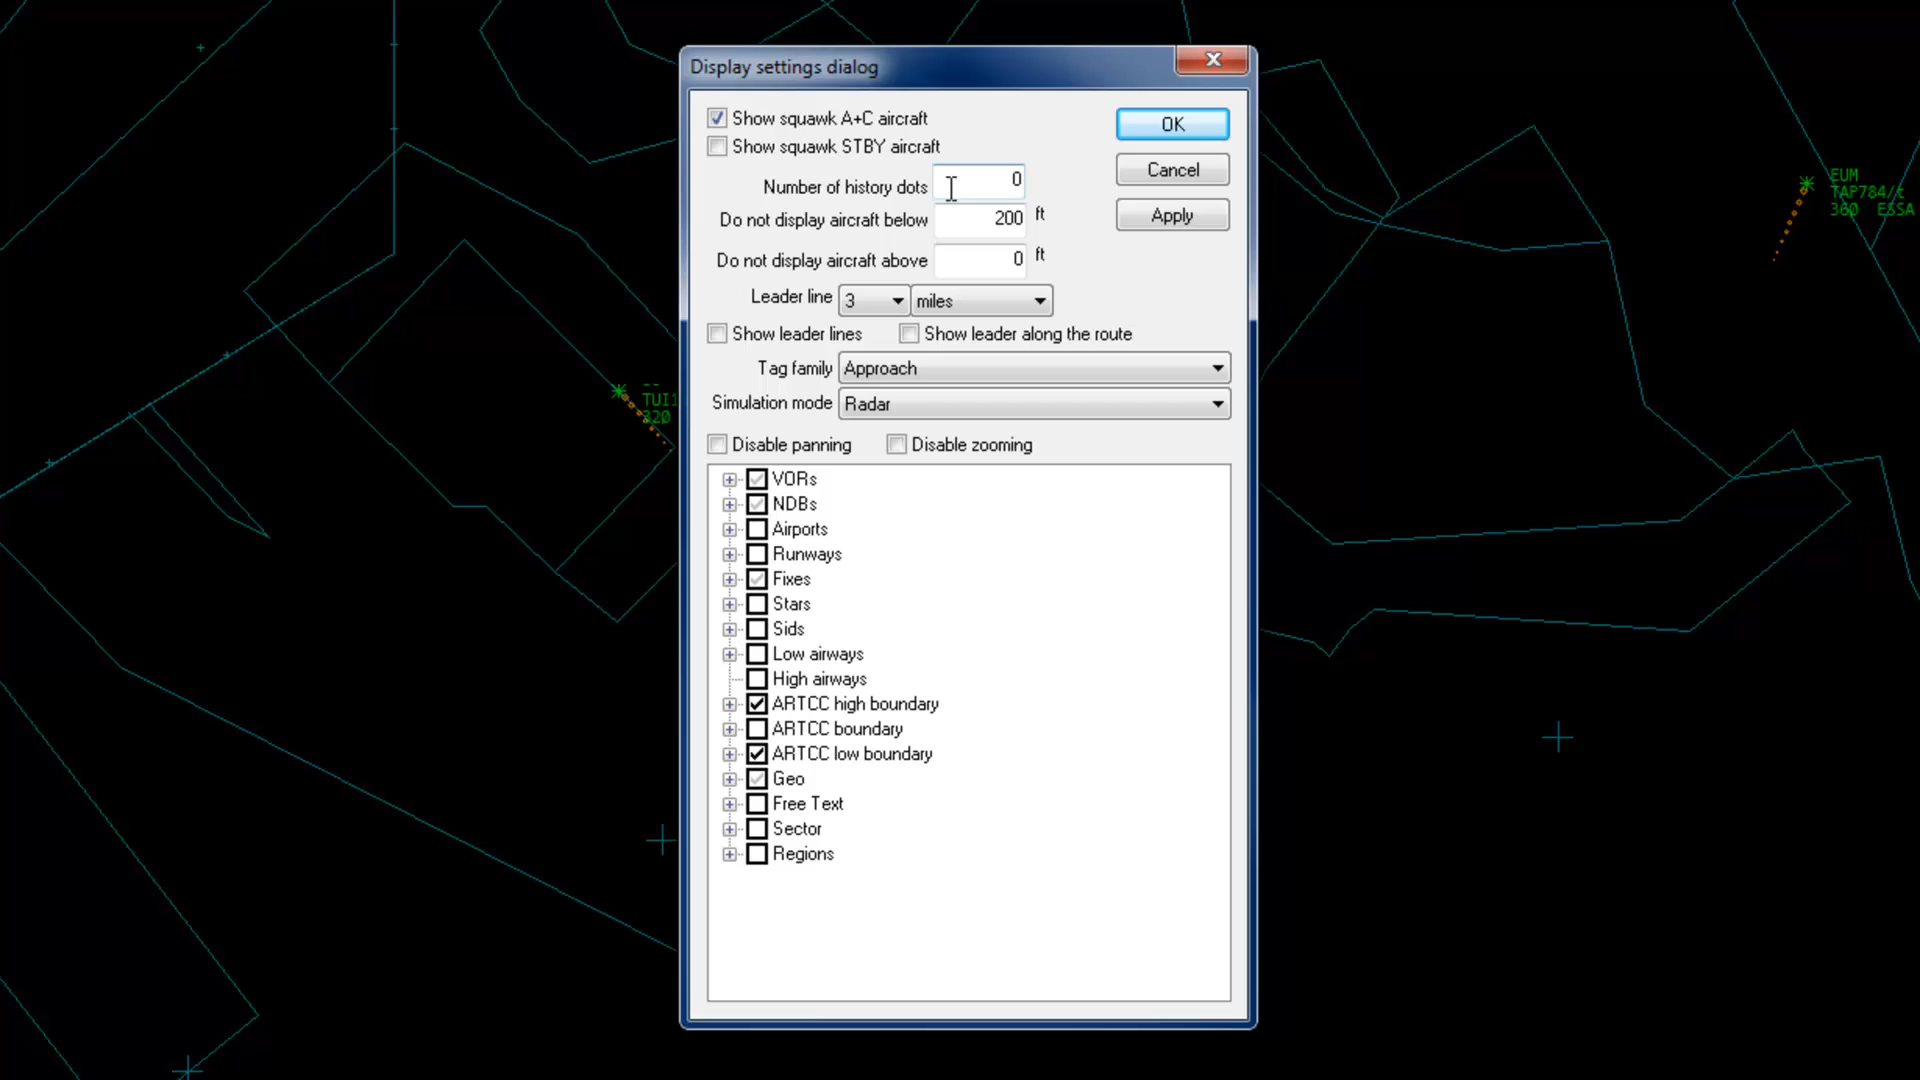 Display settings dialog
Show squawk A+C aircraft
OK
Show squawk STBY aircraft
Cancel
Number of history dots 0
Do not display aircraft below 200 ft
Apply
Do not display aircraft above 0 ft
Leader line 3 miles
Show leader lines Show leader along the route
Tag family Approach
Simulation mode Radar
Disable panning Disable zooming
VORs
NDBs
Airports
Runways
Fixes
Stars
Sids
Low airways
High airways
ARTCC high boundary
ARTCC boundary
ARTCC low boundary
Geo
Free Text
Sector
Regions
EUM
TAP784/t
360 ESSA
320